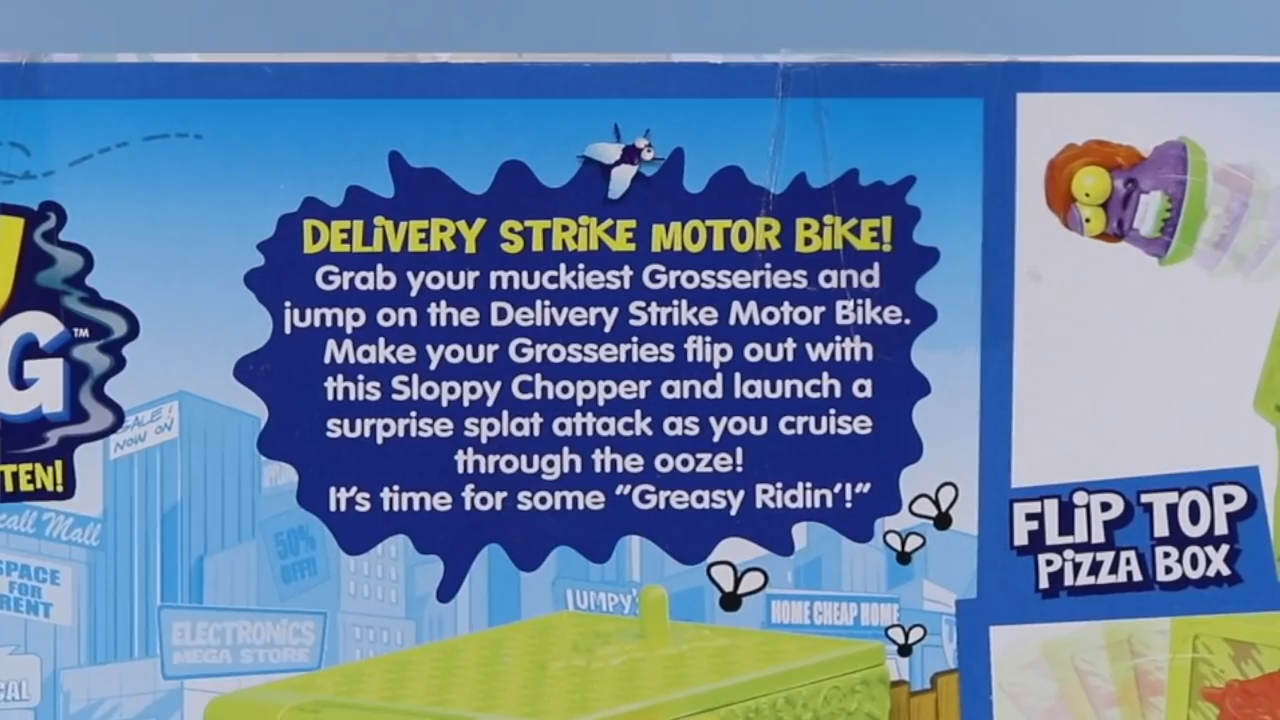 DELIVERY STRIKE MOTOR BIKE!
Grab your muckiest Grosseries and
jump on the Delivery Strike Motor Bike.
Make your Grosseries flip out with
this Sloppy Chopper and launch a
surprise splat attack as you cruise
through the ooze!
It's time for some "Greasy Ridin'!"
G™
TEN!
SALE!
NOW ON
call Mall
SPACE
FOR
RENT
50%
OFF!!
ELECTRONICS
MEGA STORE
HOME CHEAP HOME
FLIP TOP
PIZZA BOX